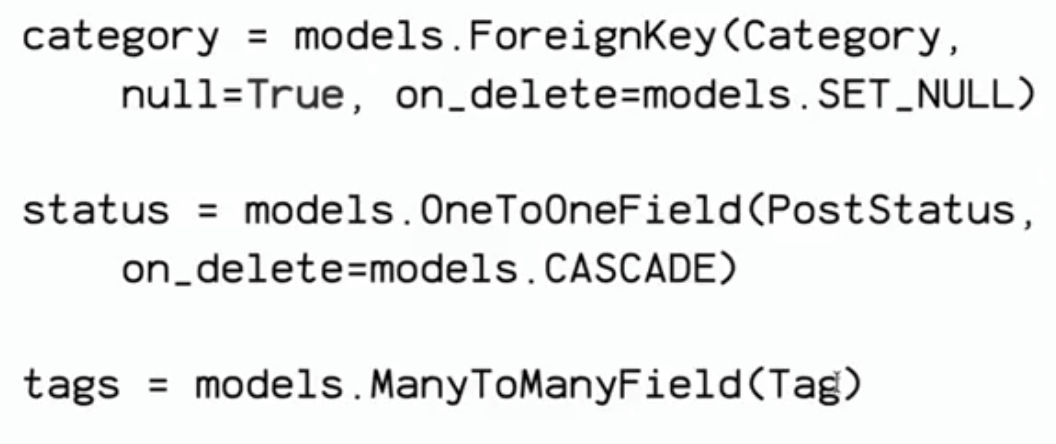 category = models.ForeignKey(Category,
    null=True, on_delete=models.SET_NULL)
status = models.OneToOneField(PostStatus,
    on_delete=models.CASCADE)
tags = models.ManyToManyField(Tag)